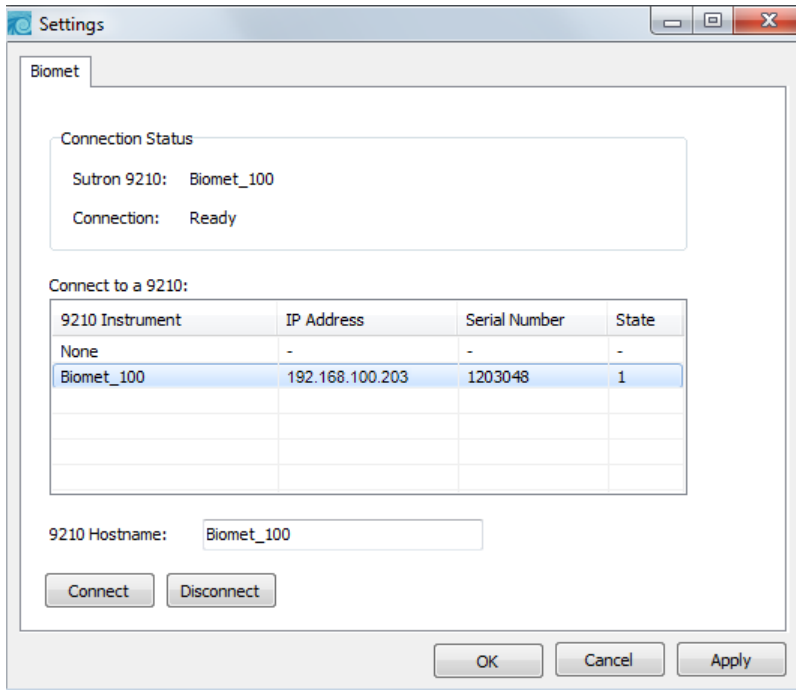 Settings
Biomet
Connection Status
Sutron 9210: Biomet_100
Connection: Ready
Connect to a 9210:
9210 Instrument IP Address Serial Number State
None - - -
Biomet_100 192.168.100.203 1203048 1
9210 Hostname: Biomet_100
Connect Disconnect
OK Cancel Apply